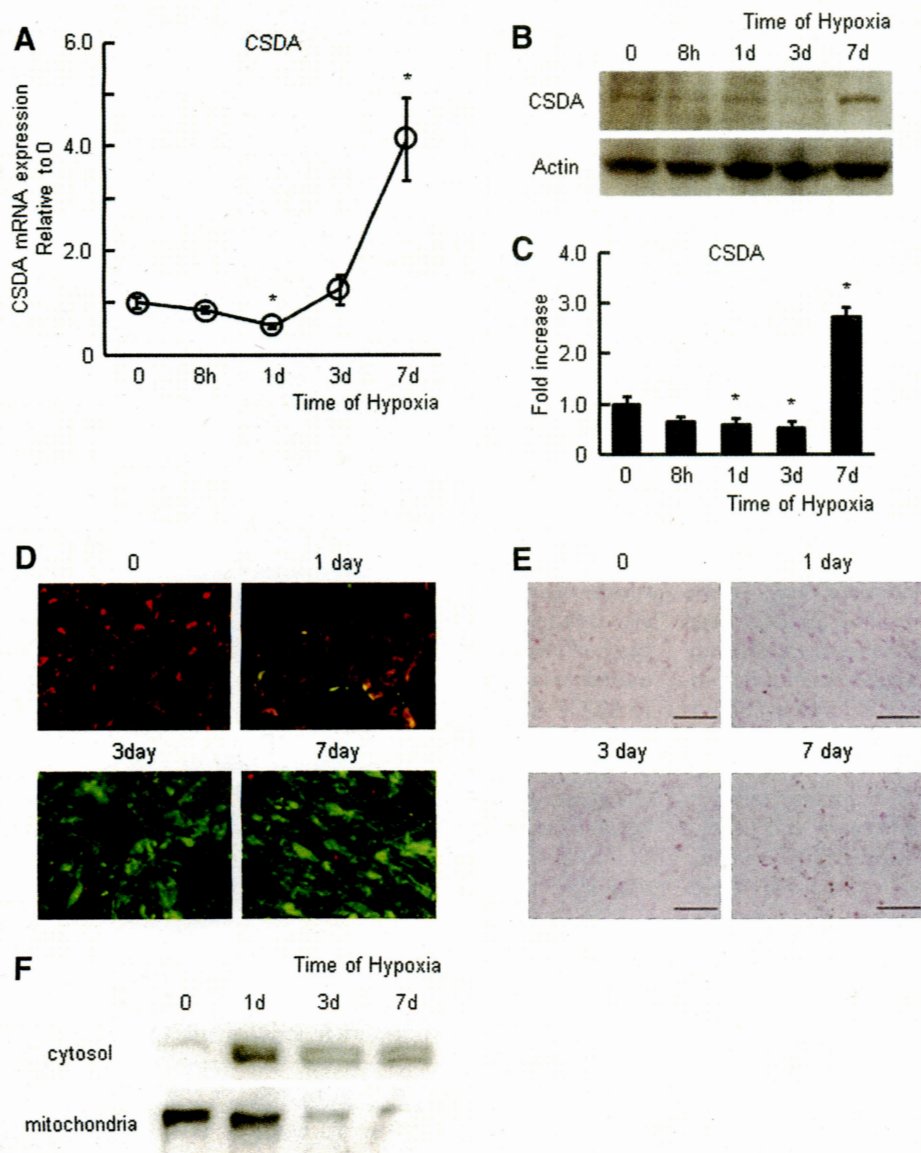 A
CSDA
CSDA mRNA expression
Relative to 0
6.0
4.0
2.0
0
0 8h 1d 3d 7d
Time of Hypoxia
*
*
B
Time of Hypoxia
0 8h 1d 3d 7d
CSDA
Actin
C
CSDA
Fold increase
4.0
3.0
2.0
1.0
0
*
*
*
0 8h 1d 3d 7d
Time of Hypoxia
D
0 1 day
3day 7day
E
0 1 day
3 day 7 day
F
Time of Hypoxia
0 1d 3d 7d
cytosol
mitochondria